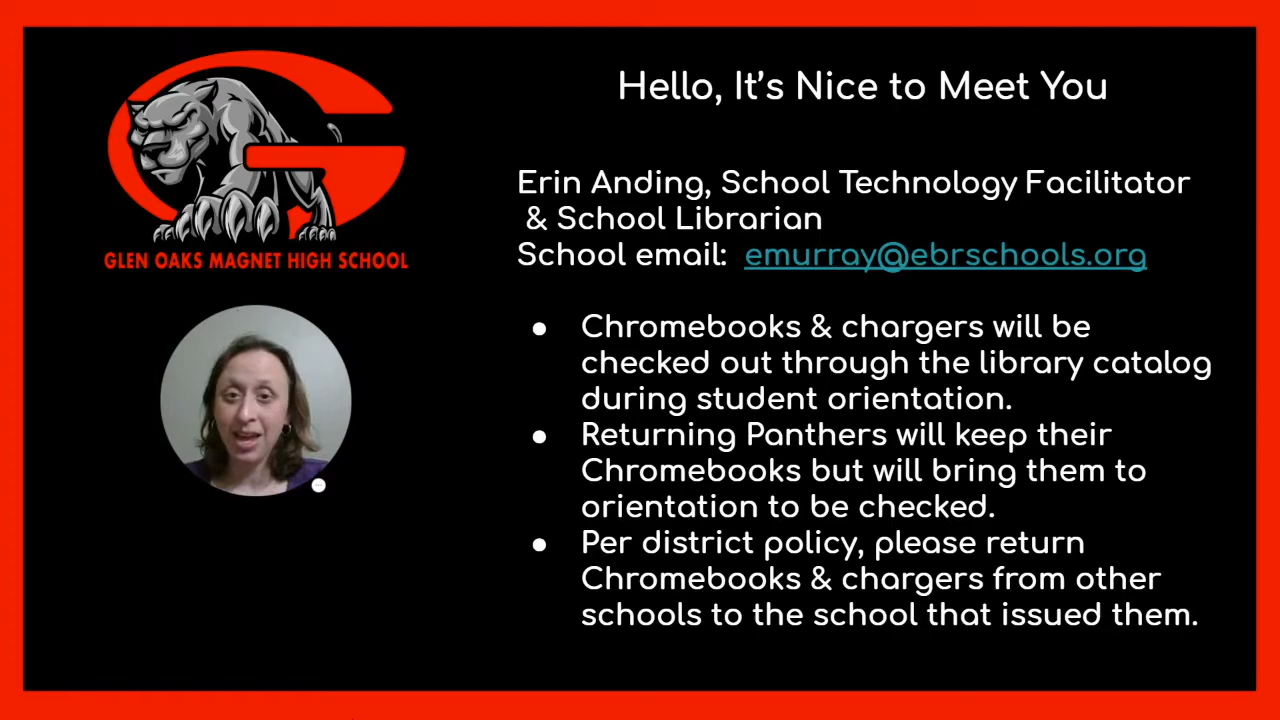 GLEN OAKS MAGNET HIGH SCHOOL
Hello, It's Nice to Meet You
Erin Anding, School Technology Facilitator
& School Librarian
School email: emurray@ebrschools.org
● Chromebooks & chargers will be
checked out through the library catalog
during student orientation.
● Returning Panthers will keep their
Chromebooks but will bring them to
orientation to be checked.
● Per district policy, please return
Chromebooks & chargers from other
schools to the school that issued them.